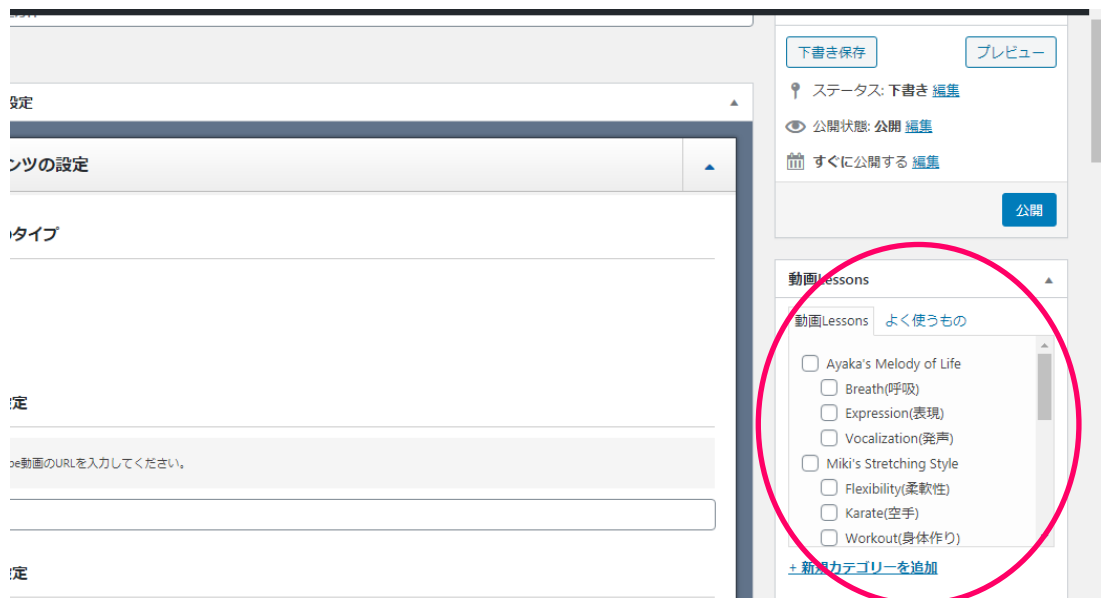 設定
ンツの設定
タイプ
定
be動画のURLを入力してください。
定
下書き保存
プレビュー
ステータス: 下書き 編集
公開状態: 公開 編集
すぐに公開する 編集
公開
動画Lessons
動画Lessons よく使うもの
Ayaka's Melody of Life
Breath(呼吸)
Expression(表現)
Vocalization(発声)
Miki's Stretching Style
Flexibility(柔軟性)
Karate(空手)
Workout(身体作り)
+ 新規カテゴリーを追加